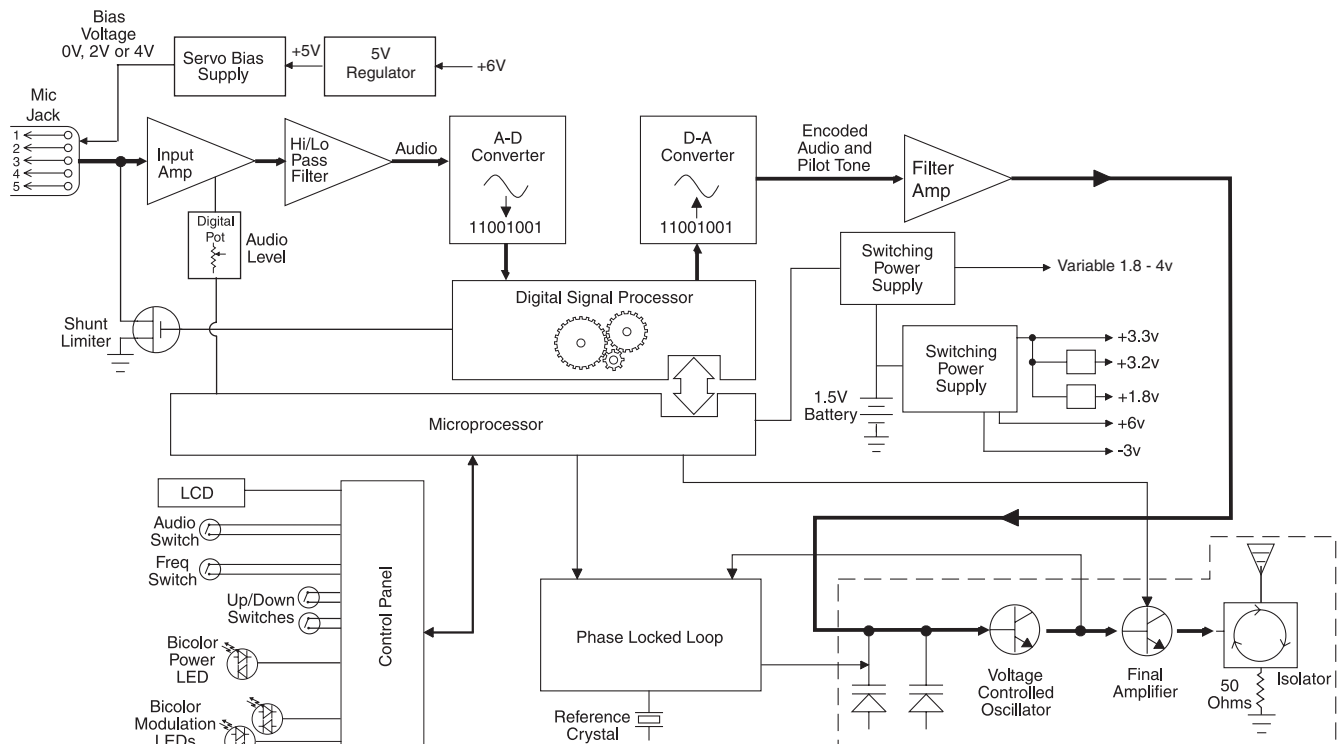 Bias
Voltage
0V, 2V or 4V
Servo Bias
Supply
+5V
5V
Regulator
+6V
Mic
Jack
1
2
3
4
5
Input
Amp
Hi/Lo
Pass
Filter
Audio
A-D
Converter
11001001
D-A
Converter
11001001
Encoded
Audio and
Pilot Tone
Filter
Amp
Digital
Pot
Audio
Level
Switching
Power
Supply
Variable 1.8 - 4v
Digital Signal Processor
Shunt
Limiter
Switching
Power
Supply
+3.3v
+3.2v
+1.8v
+6v
-3v
1.5V
Battery
Microprocessor
LCD
Audio
Switch
Freq
Switch
Up/Down
Switches
Bicolor
Power
LED
Bicolor
Modulation
LEDs
Control Panel
Phase Locked Loop
Reference
Crystal
Voltage
Controlled
Oscillator
Final
Amplifier
50
Ohms
Isolator